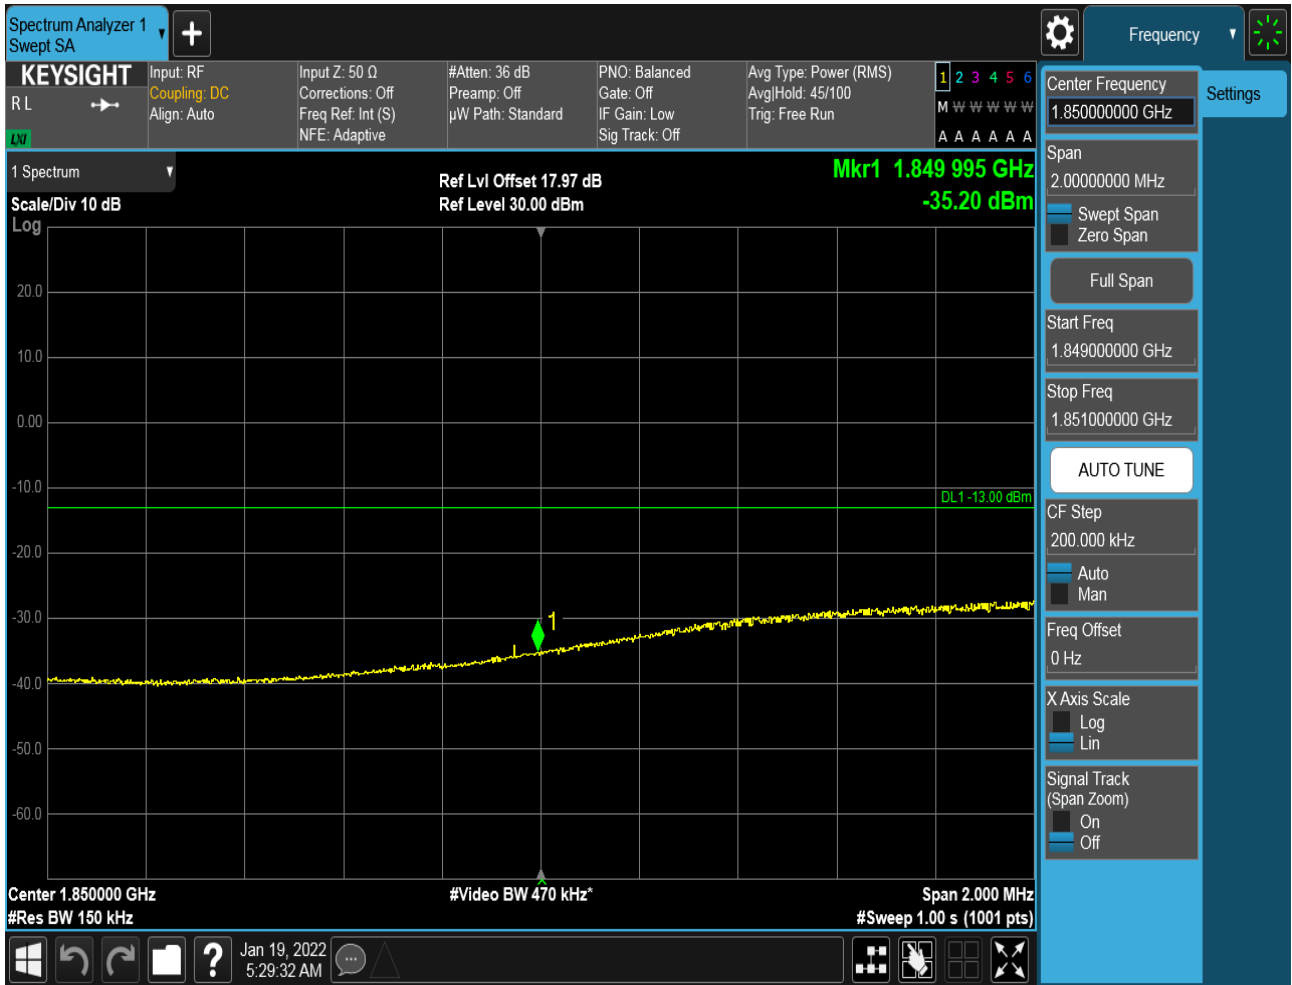 Spectrum Analyzer 1
Swept SA
Frequency
KEYSIGHT
R L
LXI
Input: RF
Coupling: DC
Align: Auto
Input Z: 50 Ω
Corrections: Off
Freq Ref: Int (S)
NFE: Adaptive
#Atten: 36 dB
Preamp: Off
µW Path: Standard
PNO: Balanced
Gate: Off
IF Gain: Low
Sig Track: Off
Avg Type: Power (RMS)
Avg|Hold: 45/100
Trig: Free Run
1 2 3 4 5 6
M W W W W W
A A A A A A
1 Spectrum
Scale/Div 10 dB
Log
Ref Lvl Offset 17.97 dB
Ref Level 30.00 dBm
Mkr1 1.849 995 GHz
-35.20 dBm
20.0
10.0
0.00
-10.0
DL1 -13.00 dBm
-20.0
-30.0
1
-40.0
-50.0
-60.0
Center 1.850000 GHz
#Video BW 470 kHz*
Span 2.000 MHz
#Res BW 150 kHz
#Sweep 1.00 s (1001 pts)
?
Jan 19, 2022
5:29:32 AM
Center Frequency
1.850000000 GHz
Settings
Span
2.00000000 MHz
Swept Span
Zero Span
Full Span
Start Freq
1.849000000 GHz
Stop Freq
1.851000000 GHz
AUTO TUNE
CF Step
200.000 kHz
Auto
Man
Freq Offset
0 Hz
X Axis Scale
Log
Lin
Signal Track
(Span Zoom)
On
Off